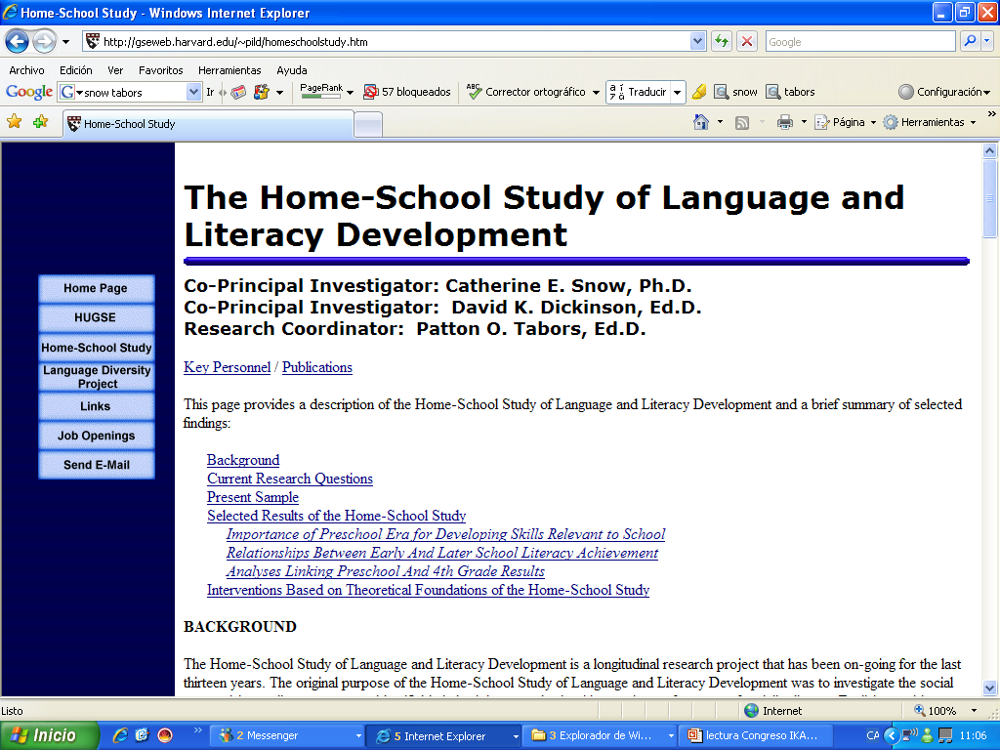 Home-School Study - Windows Internet Explorer
http://gseweb.harvard.edu/~pild/homeschoolstudy.htm
Google
Archivo Edición Ver Favoritos Herramientas Ayuda
Google G snow tabors Ir PageRank 57 bloqueados ABC Corrector ortográfico Traducir snow tabors Configuración
Home-School Study Página Herramientas
The Home-School Study of Language and
Literacy Development
Co-Principal Investigator: Catherine E. Snow, Ph.D.
Co-Principal Investigator: David K. Dickinson, Ed.D.
Research Coordinator: Patton O. Tabors, Ed.D.
Key Personnel / Publications
This page provides a description of the Home-School Study of Language and Literacy Development and a brief summary of selected
findings:
Background
Current Research Questions
Present Sample
Selected Results of the Home-School Study
Importance of Preschool Era for Developing Skills Relevant to School
Relationships Between Early And Later School Literacy Achievement
Analyses Linking Preschool And 4th Grade Results
Interventions Based on Theoretical Foundations of the Home-School Study
BACKGROUND
The Home-School Study of Language and Literacy Development is a longitudinal research project that has been on-going for the last
thirteen years. The original purpose of the Home-School Study of Language and Literacy Development was to investigate the social
Home Page
HUGSE
Home-School Study
Language Diversity
Project
Links
Job Openings
Send E-Mail
Listo Internet 100%
Inicio 2 Messenger 5 Internet Explorer 3 Explorador de Wi... lectura Congreso IKA... CA 11:06